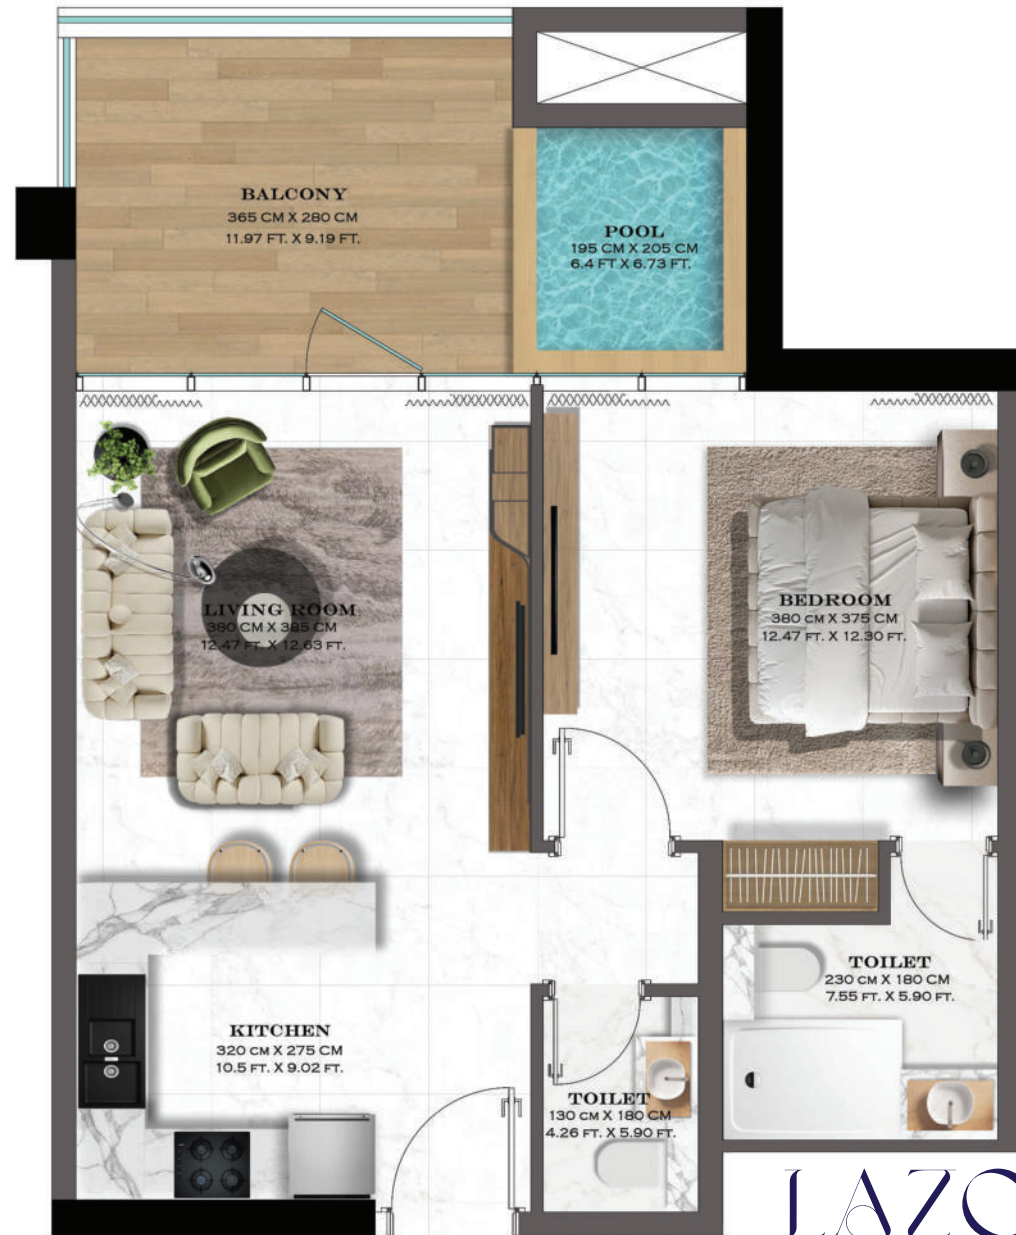 BALCONY
365 CM X 280 CM
11.97 FT. X 9.19 FT.
POOL
195 CM X 205 CM
6.4 FT X 6.73 FT.
LIVING ROOM
380 CM X 385 CM
12.47 FT. X 12.63 FT.
BEDROOM
380 CM X 375 CM
12.47 FT. X 12.30 FT.
TOILET
230 CM X 180 CM
7.55 FT. X 5.90 FT.
KITCHEN
320 CM X 275 CM
10.5 FT. X 9.02 FT.
TOILET
130 CM X 180 CM
4.26 FT. X 5.90 FT.